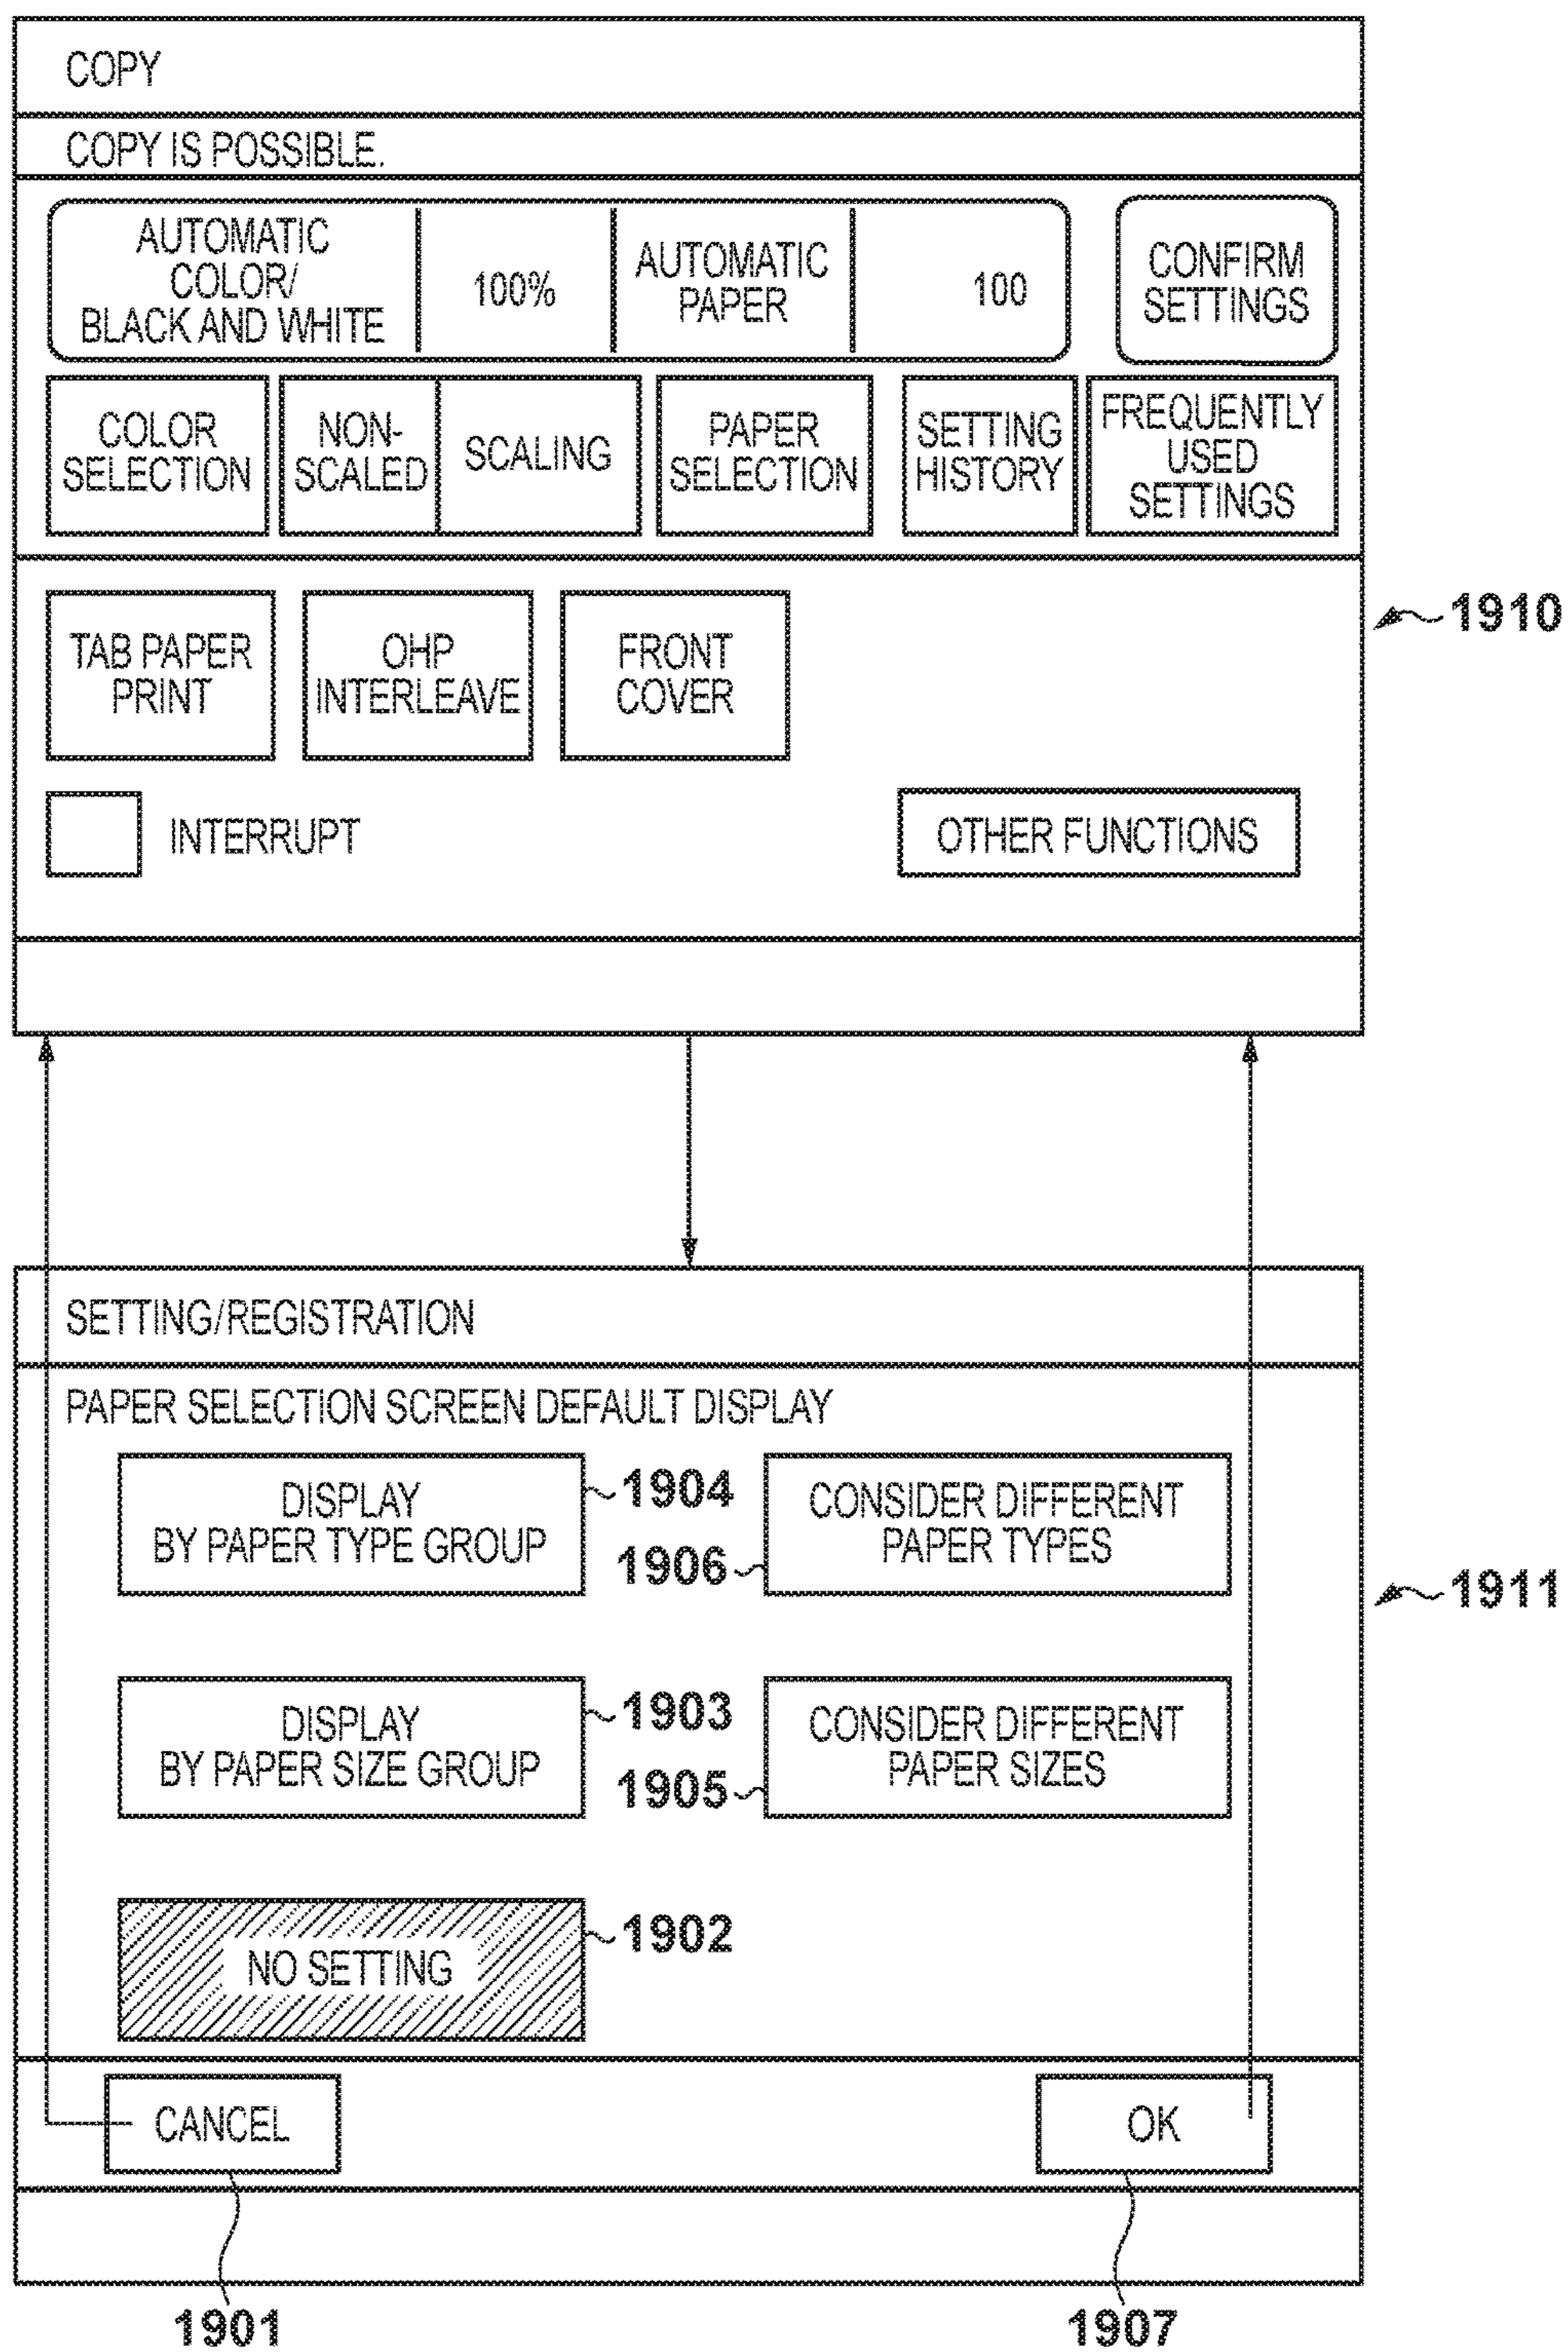 COPY
COPY IS POSSIBLE.
AUTOMATIC
COLOR/
BLACK AND WHITE
100%
AUTOMATIC
PAPER
100
CONFIRM
SETTINGS
COLOR
SELECTION
NON-
SCALED
SCALING
PAPER
SELECTION
SETTING
HISTORY
FREQUENTLY
USED
SETTINGS
1910
TAB PAPER
PRINT
OHP
INTERLEAVE
FRONT
COVER
INTERRUPT
OTHER FUNCTIONS
SETTING/REGISTRATION
PAPER SELECTION SCREEN DEFAULT DISPLAY
DISPLAY
BY PAPER TYPE GROUP
1904
1906
CONSIDER DIFFERENT
PAPER TYPES
1911
DISPLAY
BY PAPER SIZE GROUP
1903
1905
CONSIDER DIFFERENT
PAPER SIZES
NO SETTING
1902
CANCEL
OK
1901
1907